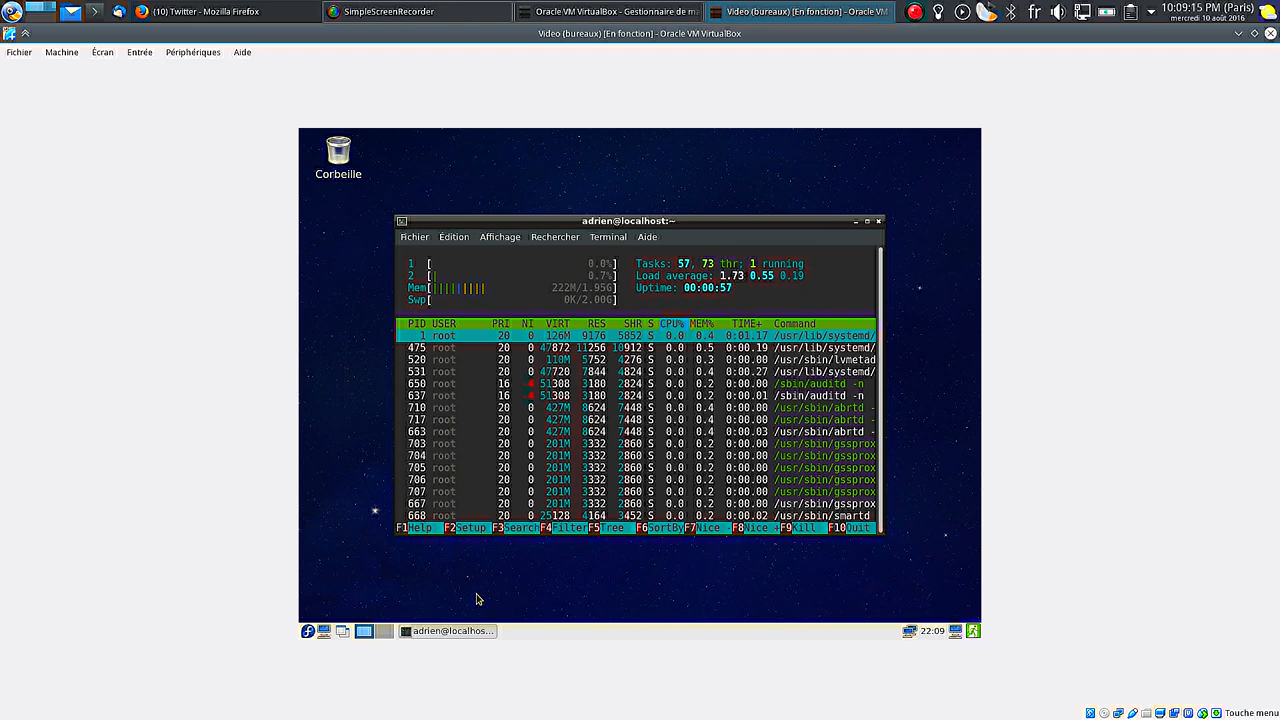 (10) Twitter - Mozilla Firefox SimpleScreenRecorder Oracle VM VirtualBox - Gestionnaire de m Video (bureaux) [En fonction] - Oracle VM fr 10:09:15 PM (Paris)
mercredi 10 août 2016
Video (bureaux) [En fonction] - Oracle VM VirtualBox
Fichier Machine Écran Entrée Périphériques Aide
Corbeille
adrien@localhost:~
Fichier Édition Affichage Rechercher Terminal Aide
1 [ 0.0%] Tasks: 57, 73 thr; 1 running
2 [| 0.7%] Load average: 1.73 0.55 0.19
Mem[||||||||| 222M/1.95G] Uptime: 00:00:57
Swp[ 0K/2.00G]
PID USER PRI NI VIRT RES SHR S CPU% MEM% TIME+ Command
1 root 20 0 126M 9176 5852 S 0.0 0.4 0:01.17 /usr/lib/systemd/
475 root 20 0 47872 11256 10912 S 0.0 0.5 0:00.19 /usr/lib/systemd/
520 root 20 0 110M 5752 4276 S 0.0 0.3 0:00.00 /usr/sbin/lvmetad
531 root 20 0 47720 7844 4824 S 0.0 0.4 0:00.27 /usr/lib/systemd/
650 root 16 -4 51308 3180 2824 S 0.0 0.2 0:00.00 /sbin/auditd -n
637 root 16 -4 51308 3180 2824 S 0.0 0.2 0:00.01 /sbin/auditd -n
710 root 20 0 427M 8624 7448 S 0.0 0.4 0:00.00 /usr/sbin/abrtd -
717 root 20 0 427M 8624 7448 S 0.0 0.4 0:00.00 /usr/sbin/abrtd -
663 root 20 0 427M 8624 7448 S 0.0 0.4 0:00.03 /usr/sbin/abrtd -
703 root 20 0 201M 3332 2860 S 0.0 0.2 0:00.00 /usr/sbin/gssprox
704 root 20 0 201M 3332 2860 S 0.0 0.2 0:00.00 /usr/sbin/gssprox
705 root 20 0 201M 3332 2860 S 0.0 0.2 0:00.00 /usr/sbin/gssprox
706 root 20 0 201M 3332 2860 S 0.0 0.2 0:00.00 /usr/sbin/gssprox
707 root 20 0 201M 3332 2860 S 0.0 0.2 0:00.00 /usr/sbin/gssprox
667 root 20 0 201M 3332 2860 S 0.0 0.2 0:00.00 /usr/sbin/gssprox
668 root 20 0 25128 4164 3452 S 0.0 0.2 0:00.02 /usr/sbin/smartd
F1Help F2Setup F3Search F4Filter F5Tree F6SortBy F7Nice - F8Nice + F9Kill F10Quit
adrien@localhos... 22:09
Touche menu